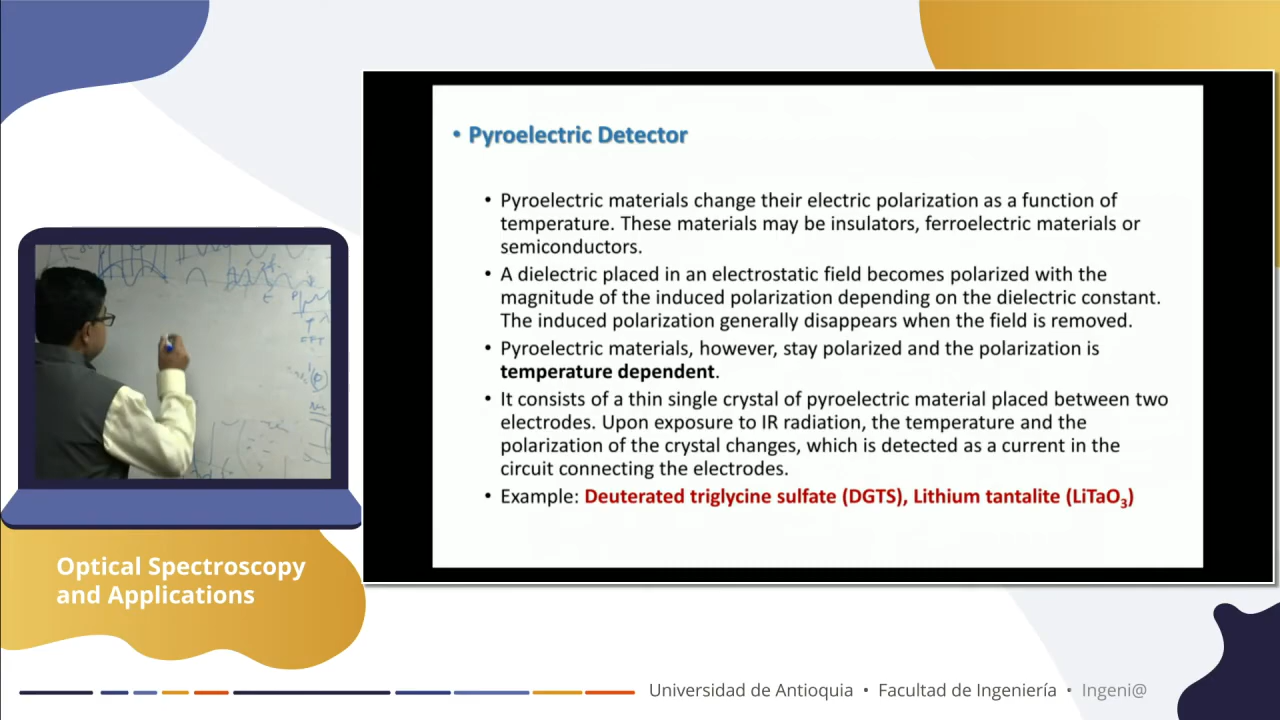 • Pyroelectric Detector
• Pyroelectric materials change their electric polarization as a function of
temperature. These materials may be insulators, ferroelectric materials or
semiconductors.
• A dielectric placed in an electrostatic field becomes polarized with the
magnitude of the induced polarization depending on the dielectric constant.
The induced polarization generally disappears when the field is removed.
• Pyroelectric materials, however, stay polarized and the polarization is
temperature dependent.
• It consists of a thin single crystal of pyroelectric material placed between two
electrodes. Upon exposure to IR radiation, the temperature and the
polarization of the crystal changes, which is detected as a current in the
circuit connecting the electrodes.
• Example: Deuterated triglycine sulfate (DGTS), Lithium tantalite (LiTaO₃)
Optical Spectroscopy
and Applications
Universidad de Antioquia • Facultad de Ingeniería • Ingeni@